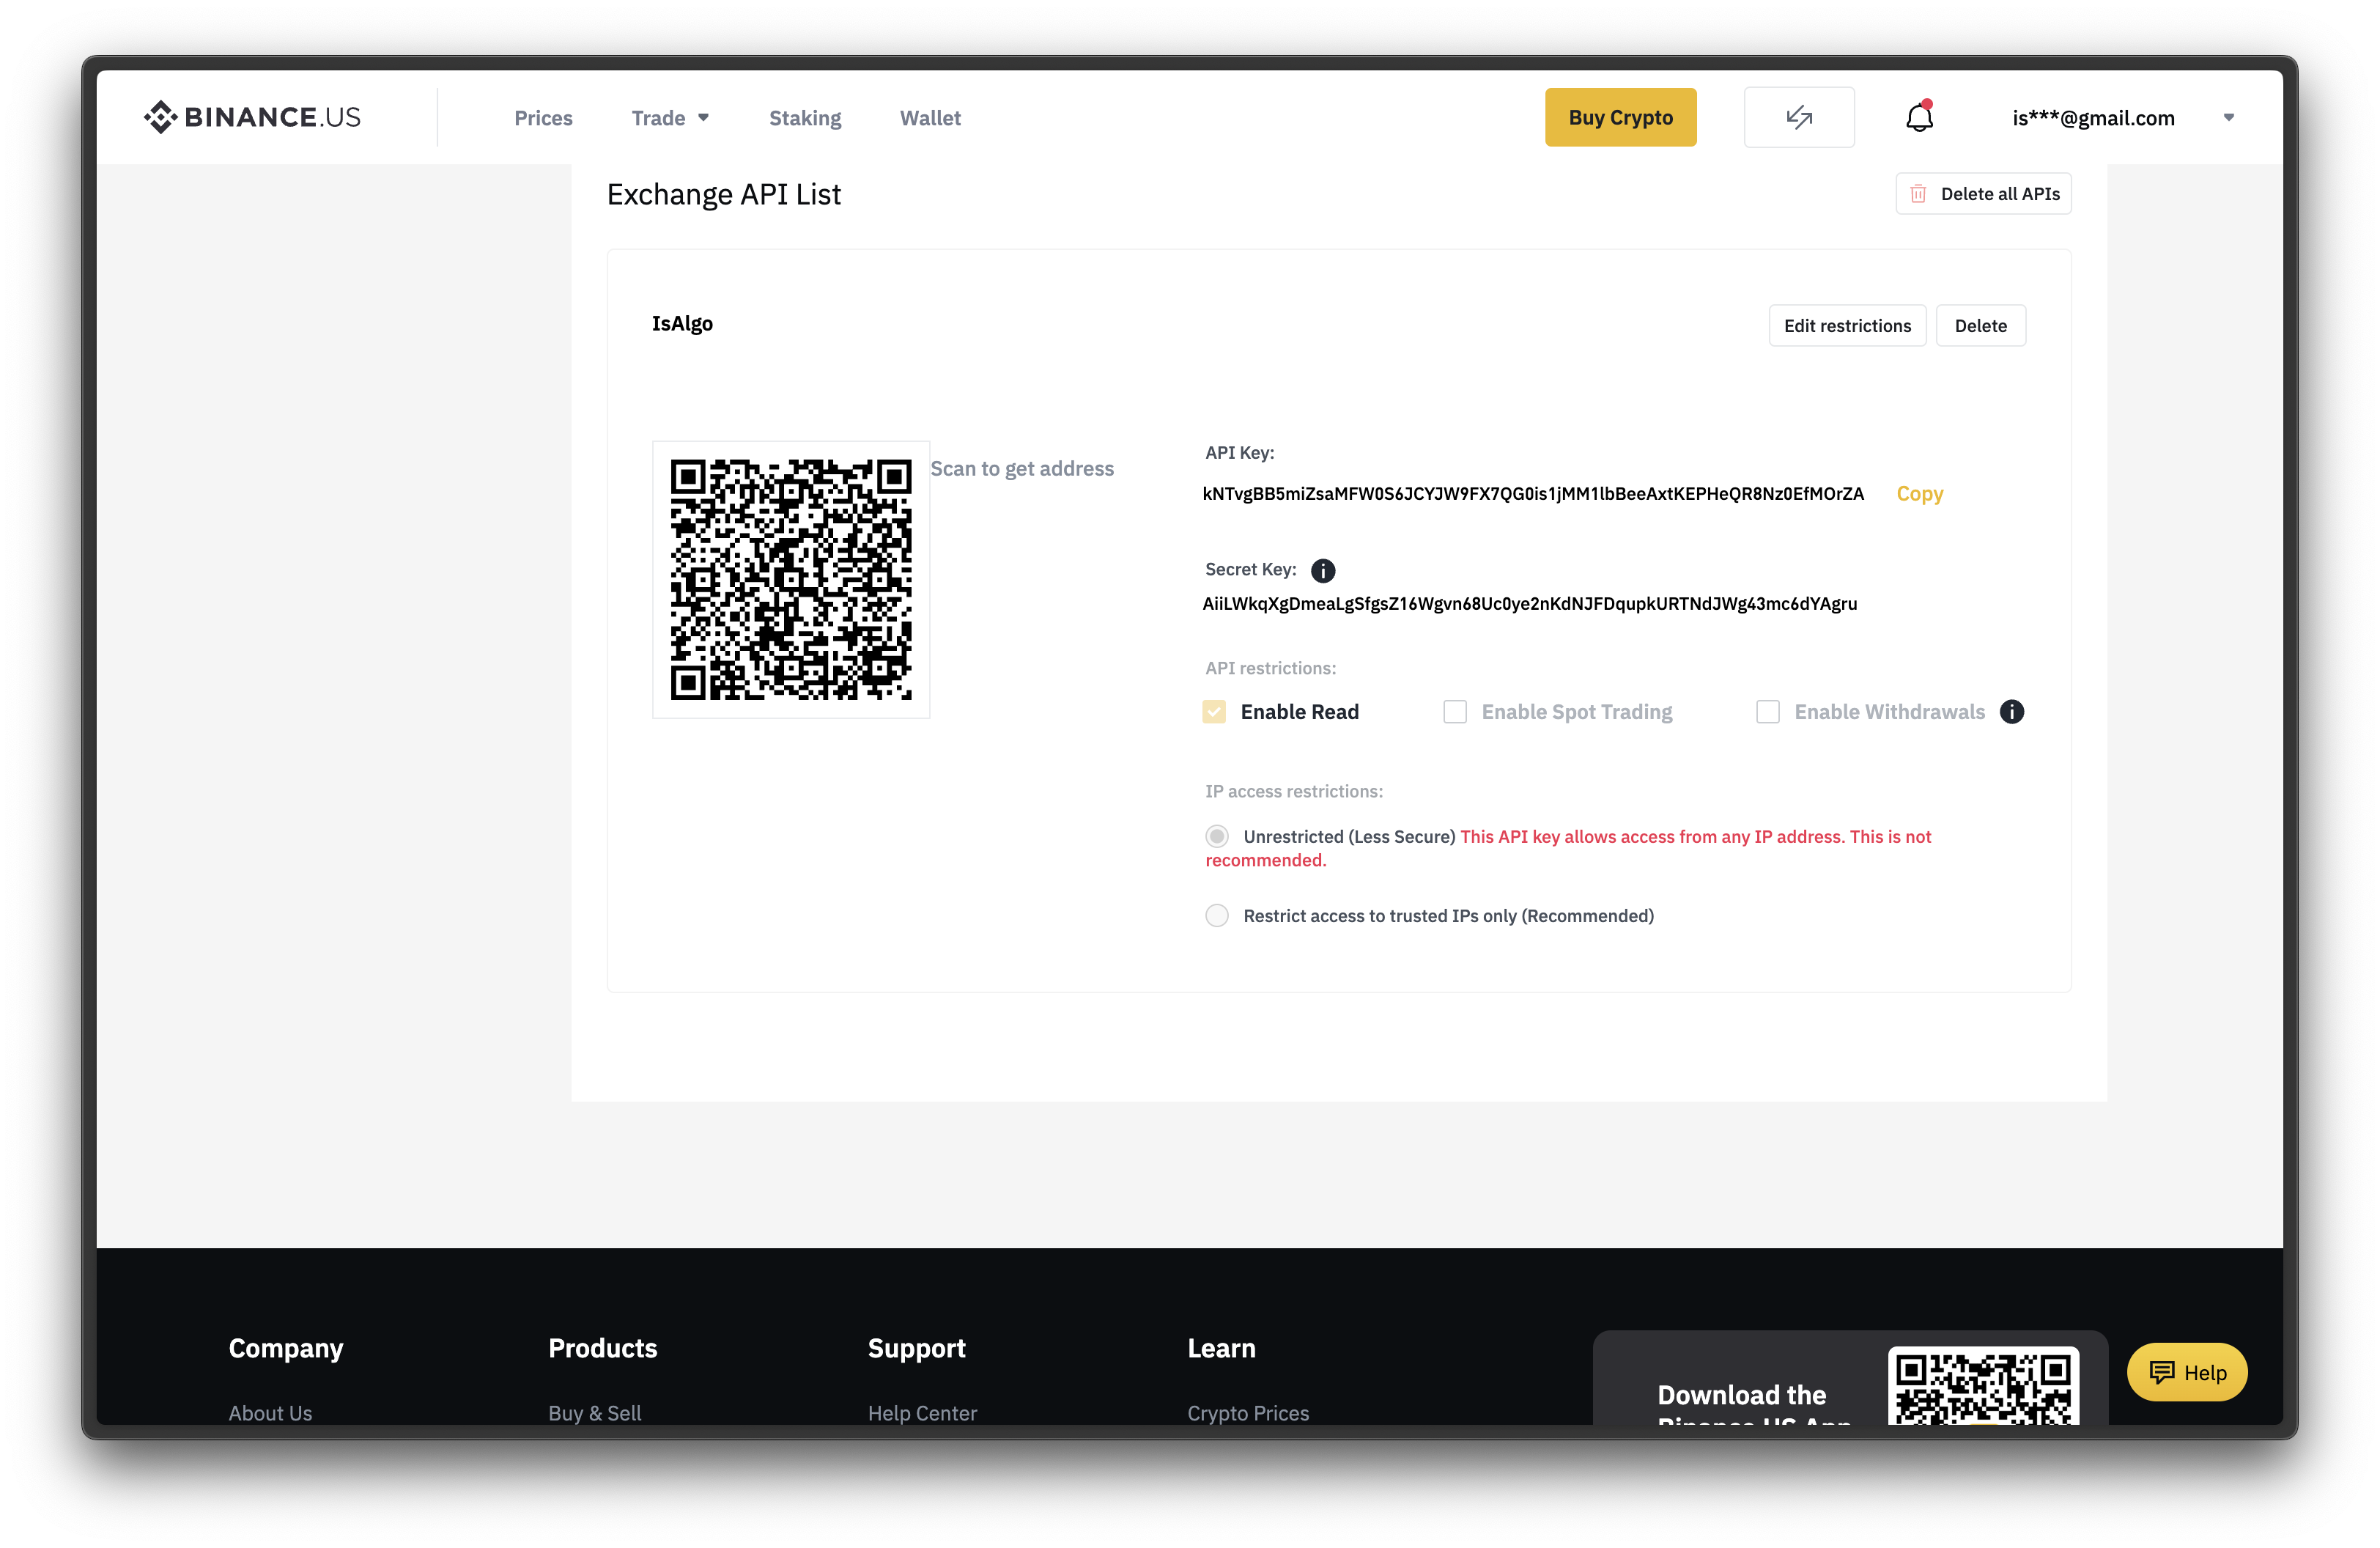 BINANCE.US
Prices
Trade
Staking
Wallet
Buy Crypto
is***@gmail.com
Exchange API List
Delete all APIs
IsAlgo
Edit restrictions
Delete
Scan to get address
API Key:
kNTvgBB5miZsaMFW0S6JCYJW9FX7QG0is1jMM1lbBeeAxtKEPHeQR8Nz0EfMOrZA
Copy
Secret Key:
AiiLWkqXgDmeaLgSfgsZ16Wgvn68Uc0ye2nKdNJFDqupkURTNdJWg43mc6dYAgru
API restrictions:
Enable Read
Enable Spot Trading
Enable Withdrawals
IP access restrictions:
Unrestricted (Less Secure) This API key allows access from any IP address. This is not
recommended.
Restrict access to trusted IPs only (Recommended)
Company
Products
Support
Learn
About Us
Buy & Sell
Help Center
Crypto Prices
Download the
Help